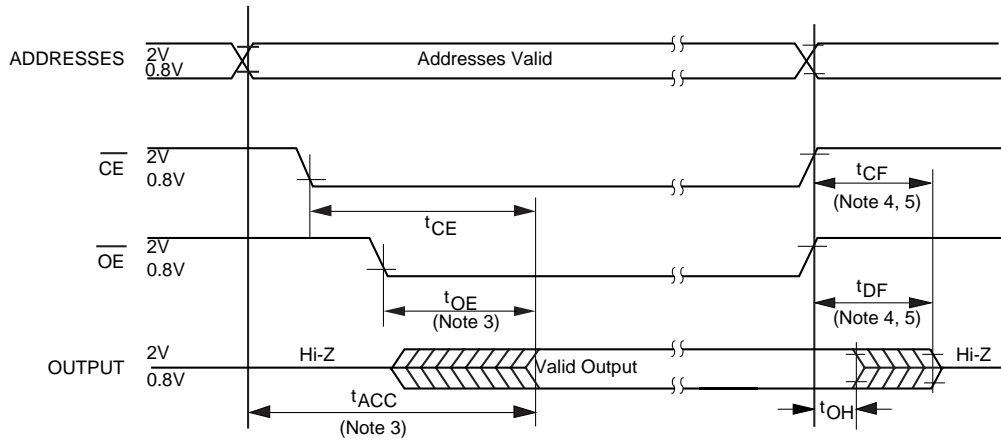 ADDRESSES 2V Addresses Valid
0.8V
CE 2V
0.8V
tCF
(Note 4, 5)
tCE
OE 2V
0.8V
tOE
(Note 3)
tDF
(Note 4, 5)
OUTPUT 2V Hi-Z Valid Output Hi-Z
0.8V
tACC
(Note 3)
tOH